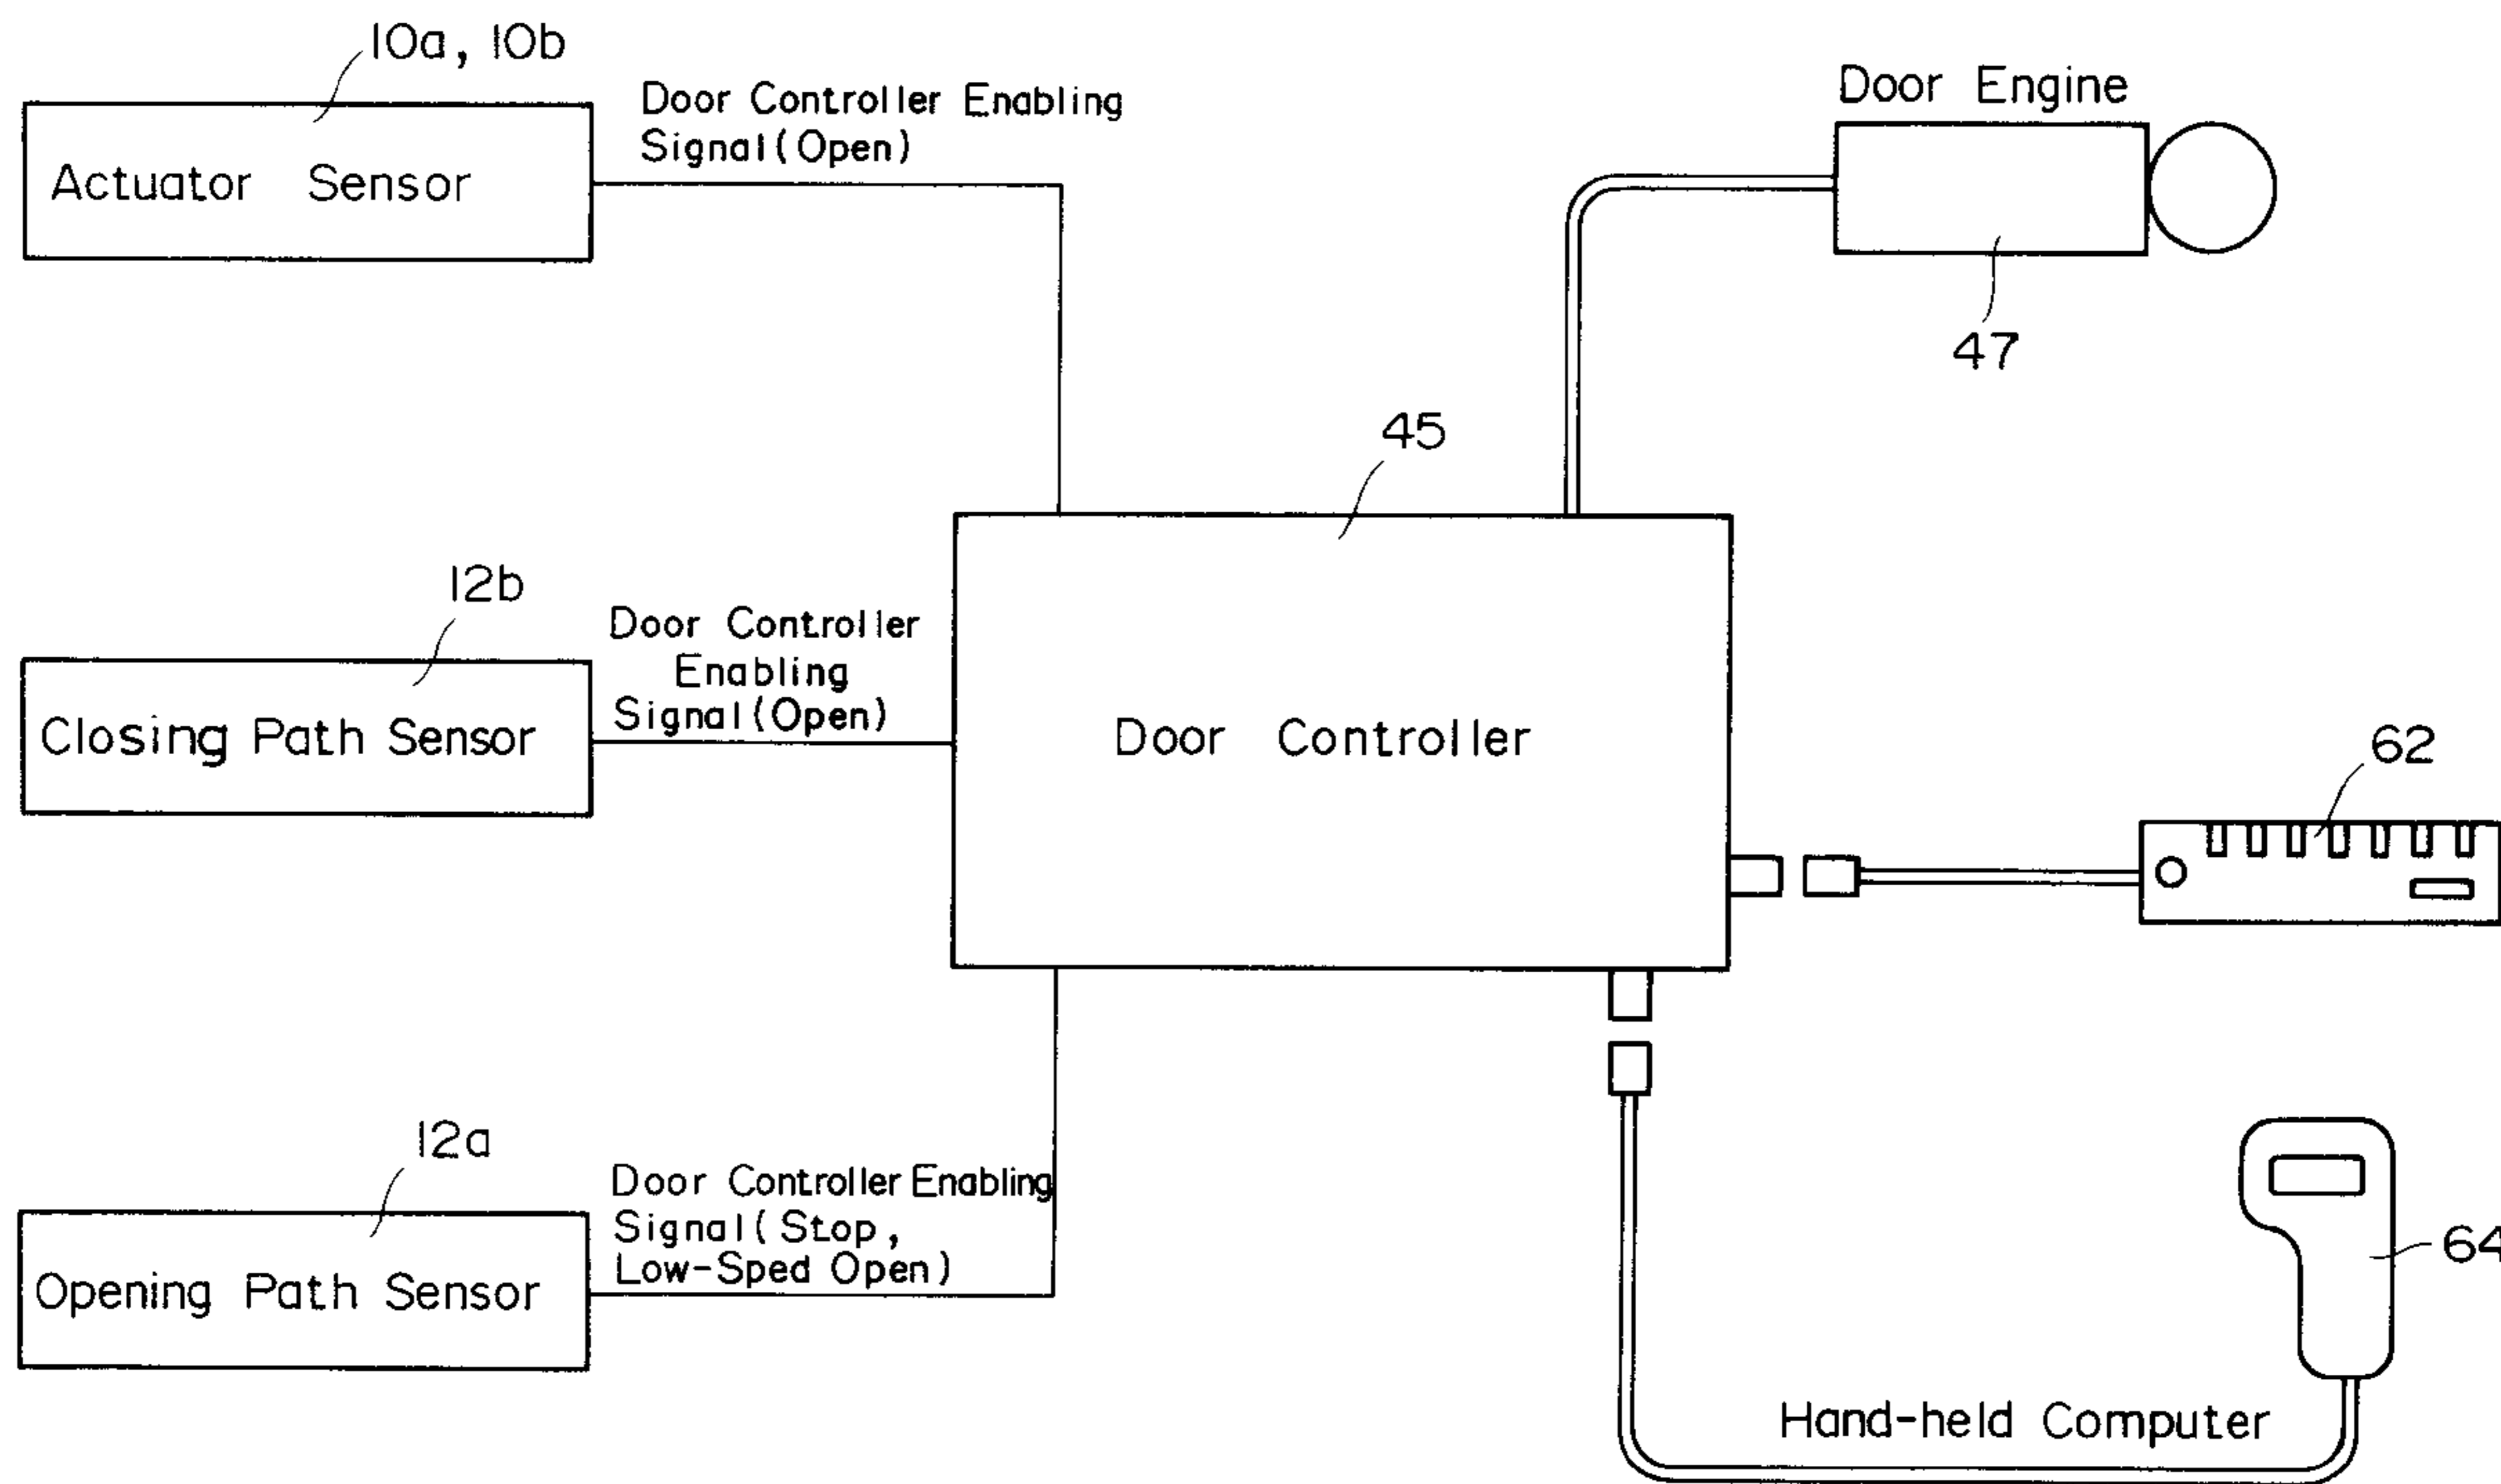 10a, 10b
Door Controller Enabling
Signal (Open)
Actuator Sensor
Door Engine
47
45
12b
Door Controller
Enabling
Signal (Open)
Closing Path Sensor
Door Controller
62
12a
Door Controller Enabling
Signal ( Stop,
Low-Sped Open)
Opening Path Sensor
64
Hand-held Computer